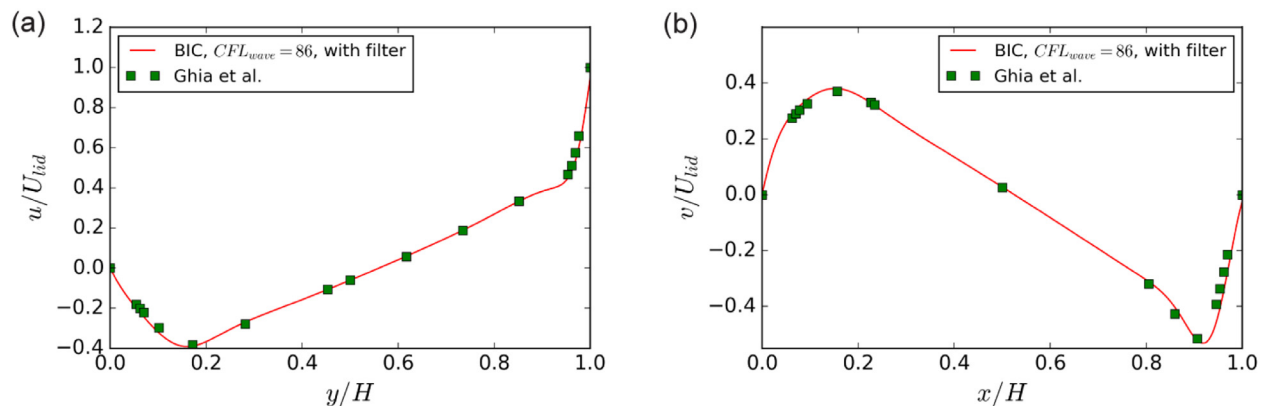 (a)
1.2
1.0
0.8
0.6
0.4
0.2
0.0
−0.2
−0.4
u/U_lid
BIC, CFL_wave = 86, with filter
Ghia et al.
0.0 0.2 0.4 0.6 0.8 1.0
y/H
(b)
0.4
0.2
0.0
−0.2
−0.4
v/U_lid
BIC, CFL_wave = 86, with filter
Ghia et al.
0.0 0.2 0.4 0.6 0.8 1.0
x/H